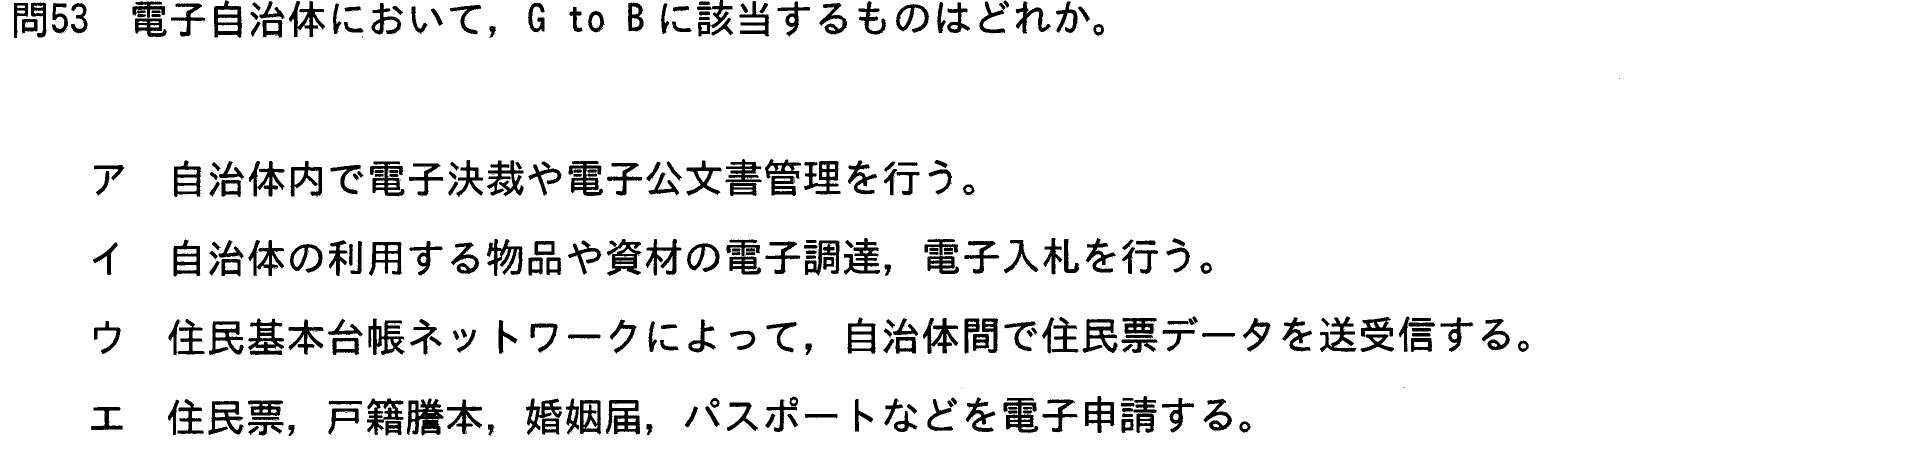 問53　電子自治体において，G to B に該当するものはどれか。
ア　自治体内で電子決裁や電子公文書管理を行う。
イ　自治体の利用する物品や資材の電子調達，電子入札を行う。
ウ　住民基本台帳ネットワークによって，自治体間で住民票データを送受信する。
エ　住民票，戸籍謄本，婚姻届，パスポートなどを電子申請する。